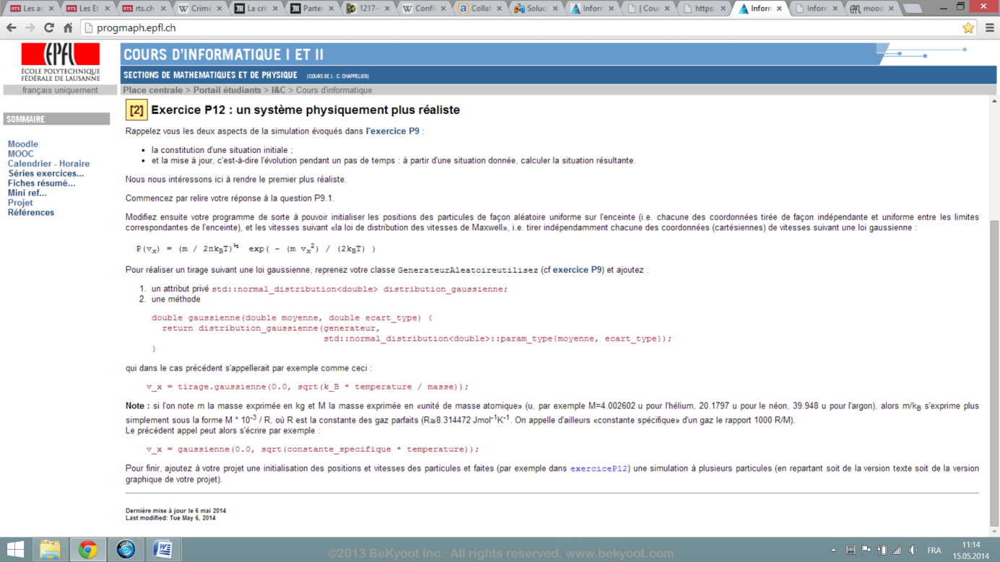 Les ac
Les Et
rts.ch
Crimé
La cri
Parter
1217-
Confl
Collal
Soluc
Inforn
| Cour
https:
Inforn
Inforn
mood
progmaph.epfl.ch
EPFL
ÉCOLE POLYTECHNIQUE
FÉDÉRALE DE LAUSANNE
français uniquement
COURS D'INFORMATIQUE I ET II
SECTIONS DE MATHEMATIQUES ET DE PHYSIQUE (COURS DE J.-C. CHAPPELIER)
Place centrale > Portail étudiants > I&C > Cours d'informatique
SOMMAIRE
Moodle
MOOC
Calendrier - Horaire
Séries exercices...
Fiches résumé...
Mini ref...
Projet
Références
[2] Exercice P12 : un système physiquement plus réaliste
Rappelez vous les deux aspects de la simulation évoqués dans l'exercice P9 :
• la constitution d'une situation initiale ;
• et la mise à jour, c'est-à-dire l'évolution pendant un pas de temps : à partir d'une situation donnée, calculer la situation résultante.
Nous nous intéressons ici à rendre le premier plus réaliste.
Commencez par relire votre réponse à la question P9.1.
Modifiez ensuite votre programme de sorte à pouvoir initialiser les positions des particules de façon aléatoire uniforme sur l'enceinte (i.e. chacune des coordonnées tirée de façon indépendante et uniforme entre les limites
correspondantes de l'enceinte), et les vitesses suivant «la loi de distribution des vitesses de Maxwell», i.e. tirer indépendamment chacune des coordonnées (cartésiennes) de vitesses suivant une loi gaussienne :
P(vx) = (m / 2πkBT)½ exp( - (m vx²) / (2kBT) )
Pour réaliser un tirage suivant une loi gaussienne, reprenez votre classe GenerateurAleatoireutilisez (cf exercice P9) et ajoutez :
1. un attribut privé std::normal_distribution<double> distribution_gaussienne;
2. une méthode
double gaussienne(double moyenne, double ecart_type) {
return distribution_gaussienne(generateur,
std::normal_distribution<double>::param_type{moyenne, ecart_type});
}
qui dans le cas précédent s'appellerait par exemple comme ceci :
v_x = tirage.gaussienne(0.0, sqrt(k_B * temperature / masse));
Note : si l'on note m la masse exprimée en kg et M la masse exprimée en «unité de masse atomique» (u, par exemple M=4.002602 u pour l'hélium, 20.1797 u pour le néon, 39.948 u pour l'argon), alors m/kB s'exprime plus
simplement sous la forme M * 10-3 / R, où R est la constante des gaz parfaits (R≅8.314472 Jmol-1K-1. On appelle d'ailleurs «constante spécifique» d'un gaz le rapport 1000 R/M).
Le précédent appel peut alors s'écrire par exemple :
v_x = gaussienne(0.0, sqrt(constante_specifique * temperature));
Pour finir, ajoutez à votre projet une initialisation des positions et vitesses des particules et faites (par exemple dans exerciceP12) une simulation à plusieurs particules (en repartant soit de la version texte soit de la version
graphique de votre projet).
Dernière mise à jour le 6 mai 2014
Last modified: Tue May 6, 2014
©2013 BeKyoot Inc. All rights reserved. www.bekyoot.com
FRA
11:14
15.05.2014